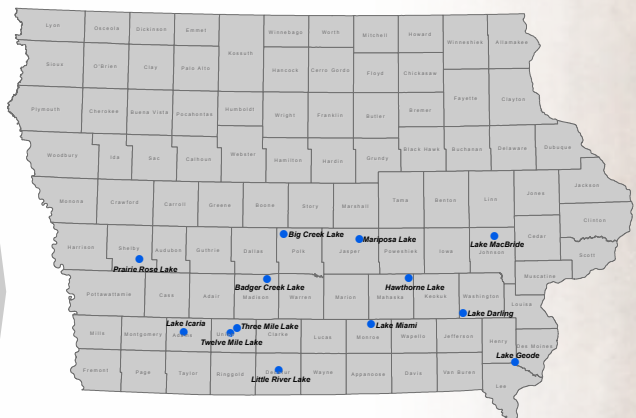 Lyon Osceola Dickinson Emmet Winnebago Worth Mitchell Howard Winneshiek Allamakee
Kossuth
Sioux O'Brien Clay Palo Alto Hancock Cerro Gordo Floyd Chickasaw
Plymouth Cherokee Buena Vista Pocahontas Humboldt Wright Franklin Butler Bremer Fayette Clayton
Woodbury Ida Sac Calhoun Webster Hamilton Hardin Grundy Black Hawk Buchanan Delaware Dubuque
Monona Crawford Carroll Greene Boone Story Marshall Tama Benton Linn Jones Jackson
Clinton
Harrison Shelby Audubon Guthrie Dallas Polk Jasper Poweshiek Iowa Johnson Cedar Scott
Big Creek Lake Mariposa Lake Lake MacBride
Prairie Rose Lake
Muscatine
Badger Creek Lake Hawthorne Lake
Pottawattamie Cass Adair Madison Warren Marion Mahaska Keokuk Washington Louisa
Lake Darling
Lake Icaria Three Mile Lake Lake Miami
Mills Montgomery Clarke Lucas Monroe Wapello Jefferson Henry Des Moines
Twelve Mile Lake
Lake Geode
Fremont Page Taylor Ringgold Wayne Appanoose Davis Van Buren Lee
Little River Lake